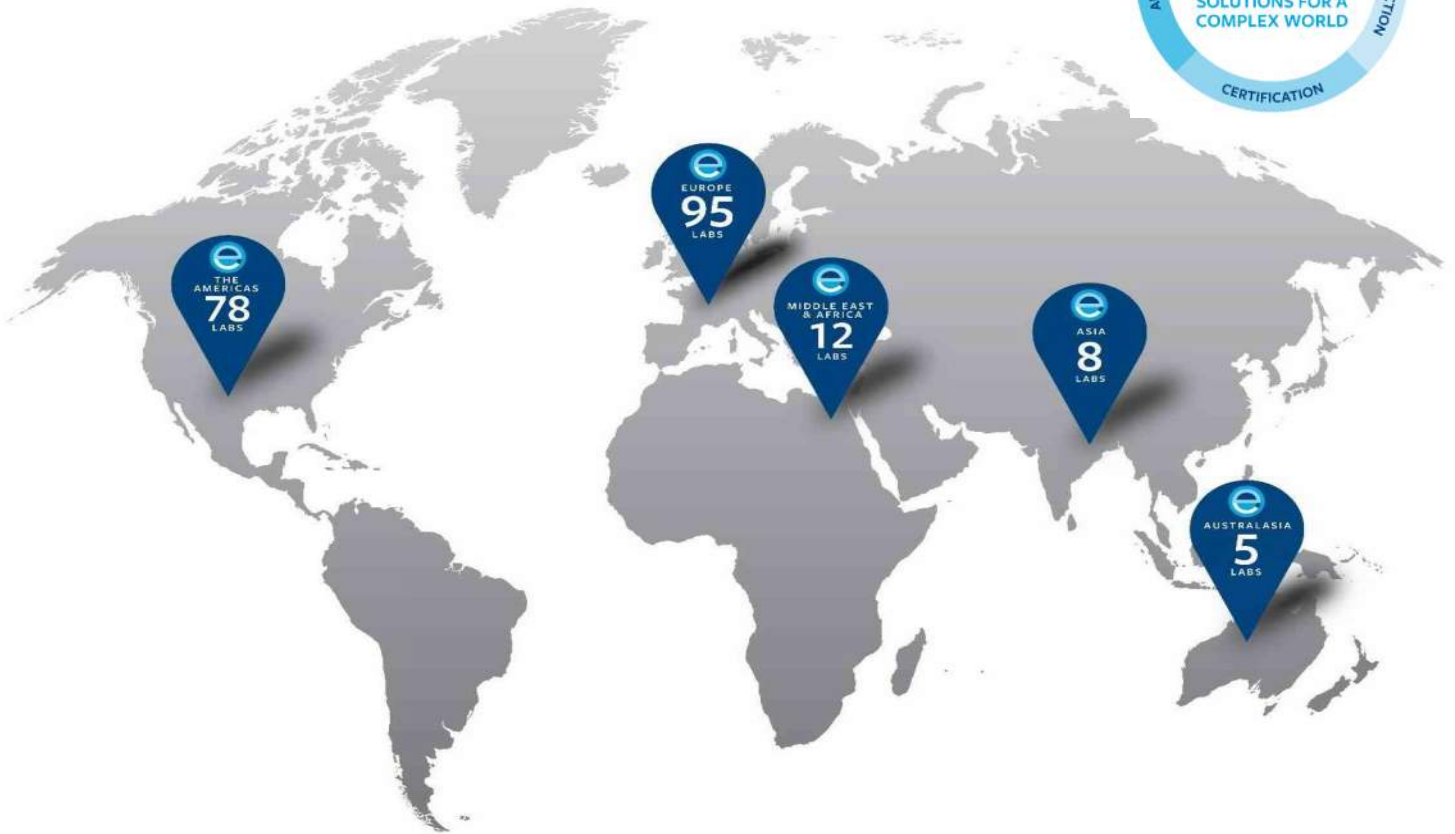 SOLUTIONS FOR A
COMPLEX WORLD
CERTIFICATION
EUROPE
95
LABS
THE
AMERICAS
78
LABS
MIDDLE EAST
& AFRICA
12
LABS
ASIA
8
LABS
AUSTRALASIA
5
LABS